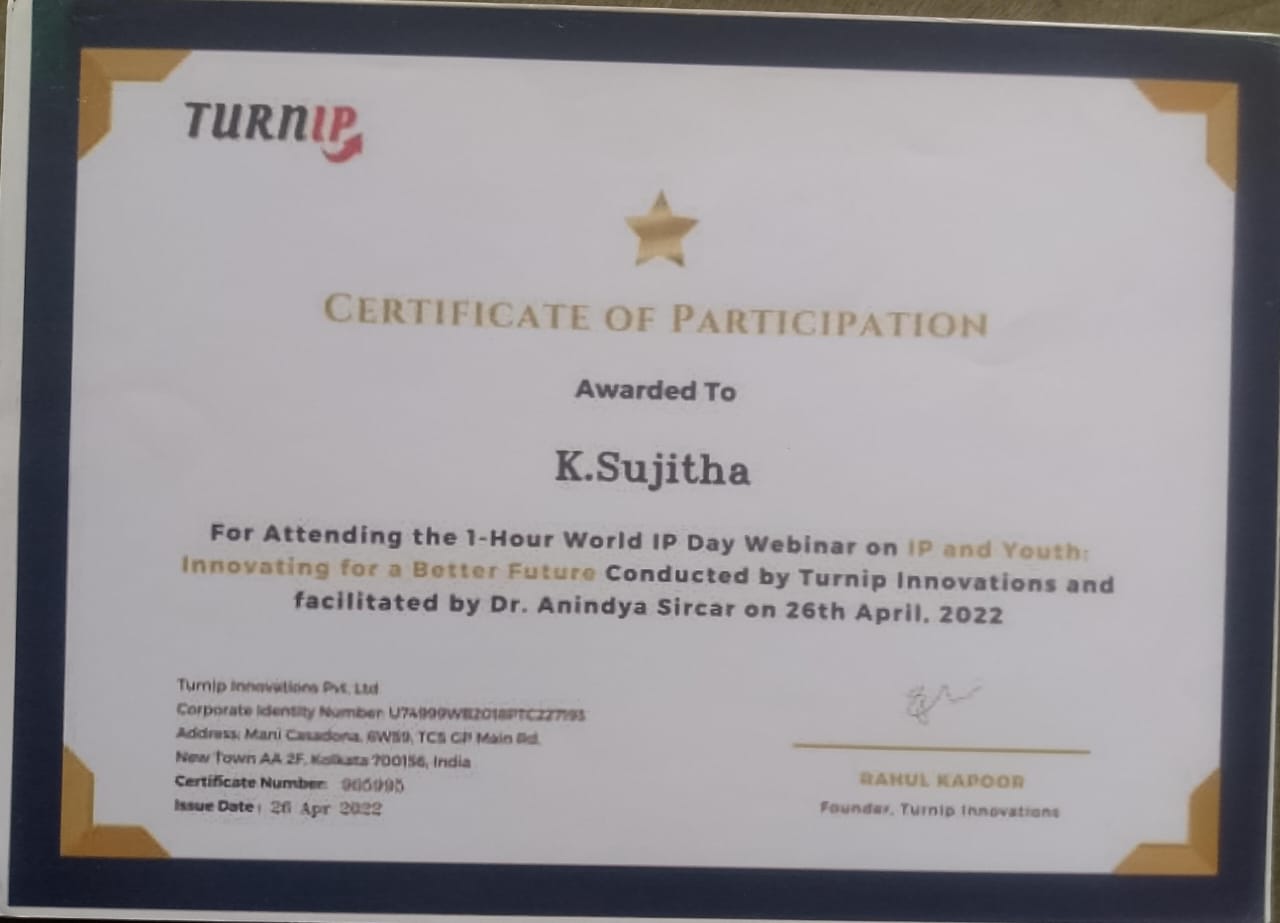 TURNIP
CERTIFICATE OF PARTICIPATION
Awarded To
K.Sujitha
For Attending the 1-Hour World IP Day Webinar on IP and Youth:
Innovating for a Better Future Conducted by Turnip Innovations and
facilitated by Dr. Anindya Sircar on 26th April, 2022
Turnip Innovations Pvt. Ltd
Corporate Identity Number:
Address: Mani Casadona, TCS GP Main Rd.
New Town AA 2F, Kolkata 700156, India
Certificate Number:
Issue Date: 26 Apr 2022
RAHUL KAPOOR
Founder, Turnip Innovations